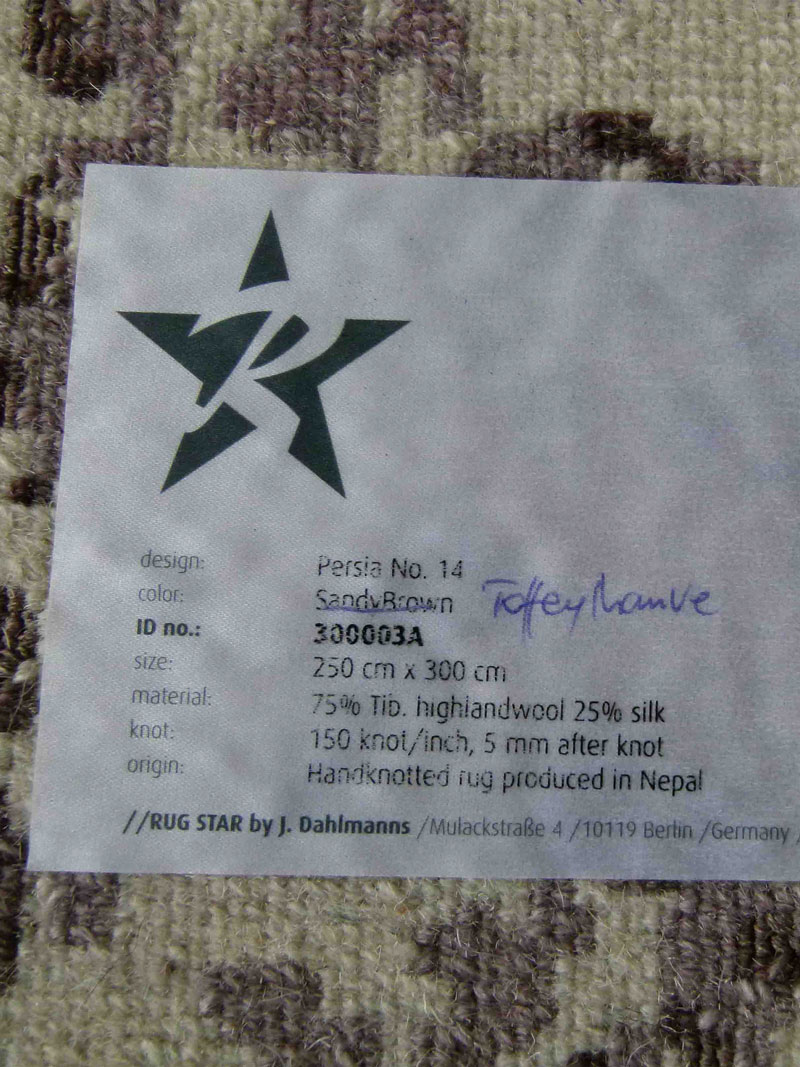 design: Persia No. 14
color: SandyBrown Toffey Mauve
ID no.: 300003A
size: 250 cm x 300 cm
material: 75% Tib. highlandwool 25% silk
knot: 150 knot/inch, 5 mm after knot
origin: Handknotted rug produced in Nepal
//RUG STAR by J. Dahlmanns /Mulackstraße 4 /10119 Berlin /Germany /